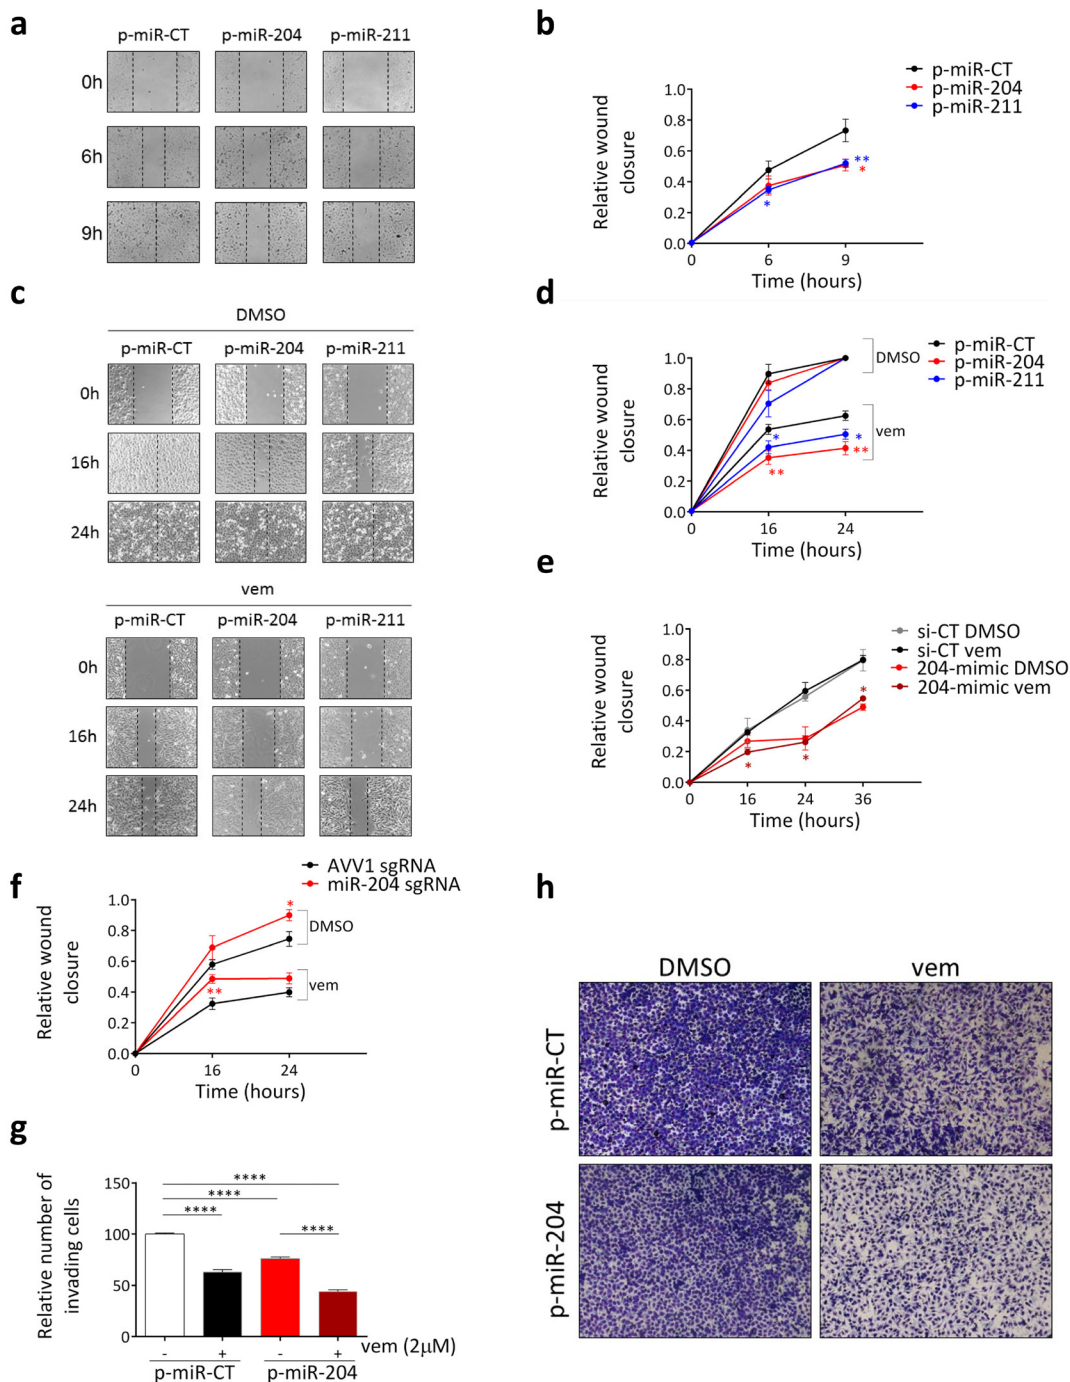 a
p-miR-CT p-miR-204 p-miR-211
0h
6h
9h
b
p-miR-CT
p-miR-204
p-miR-211
Relative wound
closure
1.0
0.8
0.6
0.4
0.2
0.0
**
*
*
0 6 9
Time (hours)
c
DMSO
p-miR-CT p-miR-204 p-miR-211
0h
16h
24h
vem
p-miR-CT p-miR-204 p-miR-211
0h
16h
24h
d
p-miR-CT
p-miR-204
p-miR-211
DMSO
vem
Relative wound
closure
1.0
0.8
0.6
0.4
0.2
0.0
* *
** **
0 16 24
Time (hours)
e
si-CT DMSO
si-CT vem
204-mimic DMSO
204-mimic vem
Relative wound
closure
1.0
0.8
0.6
0.4
0.2
0.0
*
* *
0 16 24 36
Time (hours)
f
AVV1 sgRNA
miR-204 sgRNA
DMSO
vem
Relative wound
closure
1.0
0.8
0.6
0.4
0.2
0.0
*
**
0 16 24
Time (hours)
g
Relative number of
invading cells
150
100
50
0
****
****
**** ****
- + - + vem (2µM)
p-miR-CT p-miR-204
h
DMSO vem
p-miR-CT
p-miR-204